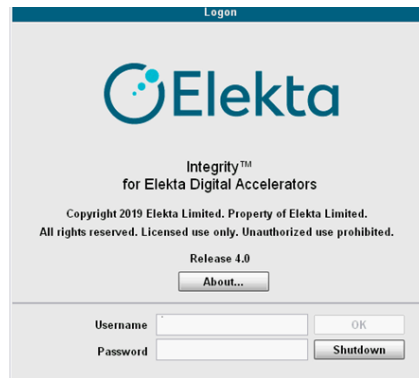 Logon
Elekta
Integrity™
for Elekta Digital Accelerators
Copyright 2019 Elekta Limited. Property of Elekta Limited.
All rights reserved. Licensed use only. Unauthorized use prohibited.
Release 4.0
About...
Username
OK
Password
Shutdown